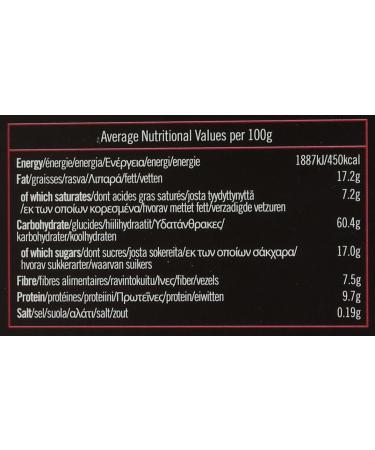 Average Nutritional Values per 100g
Energy/énergie/energia/Ενέργεια/energi/energie 1887kJ/450kcal
Fat/graisses/rasva/Λιπαρά/fett/vetten 17.2g
of which saturates/dont acides gras saturés/josta tyydyttynyttä 7.2g
/εκ των οποίων κορεσμένα/hvorav mettet fett/verzadigde vetzuren
Carbohydrate/glucides/hiilihydraatit/Υδατάνθρακες/ 60.4g
karbohydrater/koolhydraten
of which sugars/dont sucres/josta sokereita/εκ των οποίων σάκχαρα/ 17.0g
hvorav sukkerarter/waarvan suikers
Fibre/fibres alimentaires/ravintokuitu/Ίνες/fiber/vezels 7.5g
Protein/protéines/proteiini/Πρωτεΐνες/protein/eiwitten 9.7g
Salt/sel/suola/αλάτι/salt/zout 0.19g